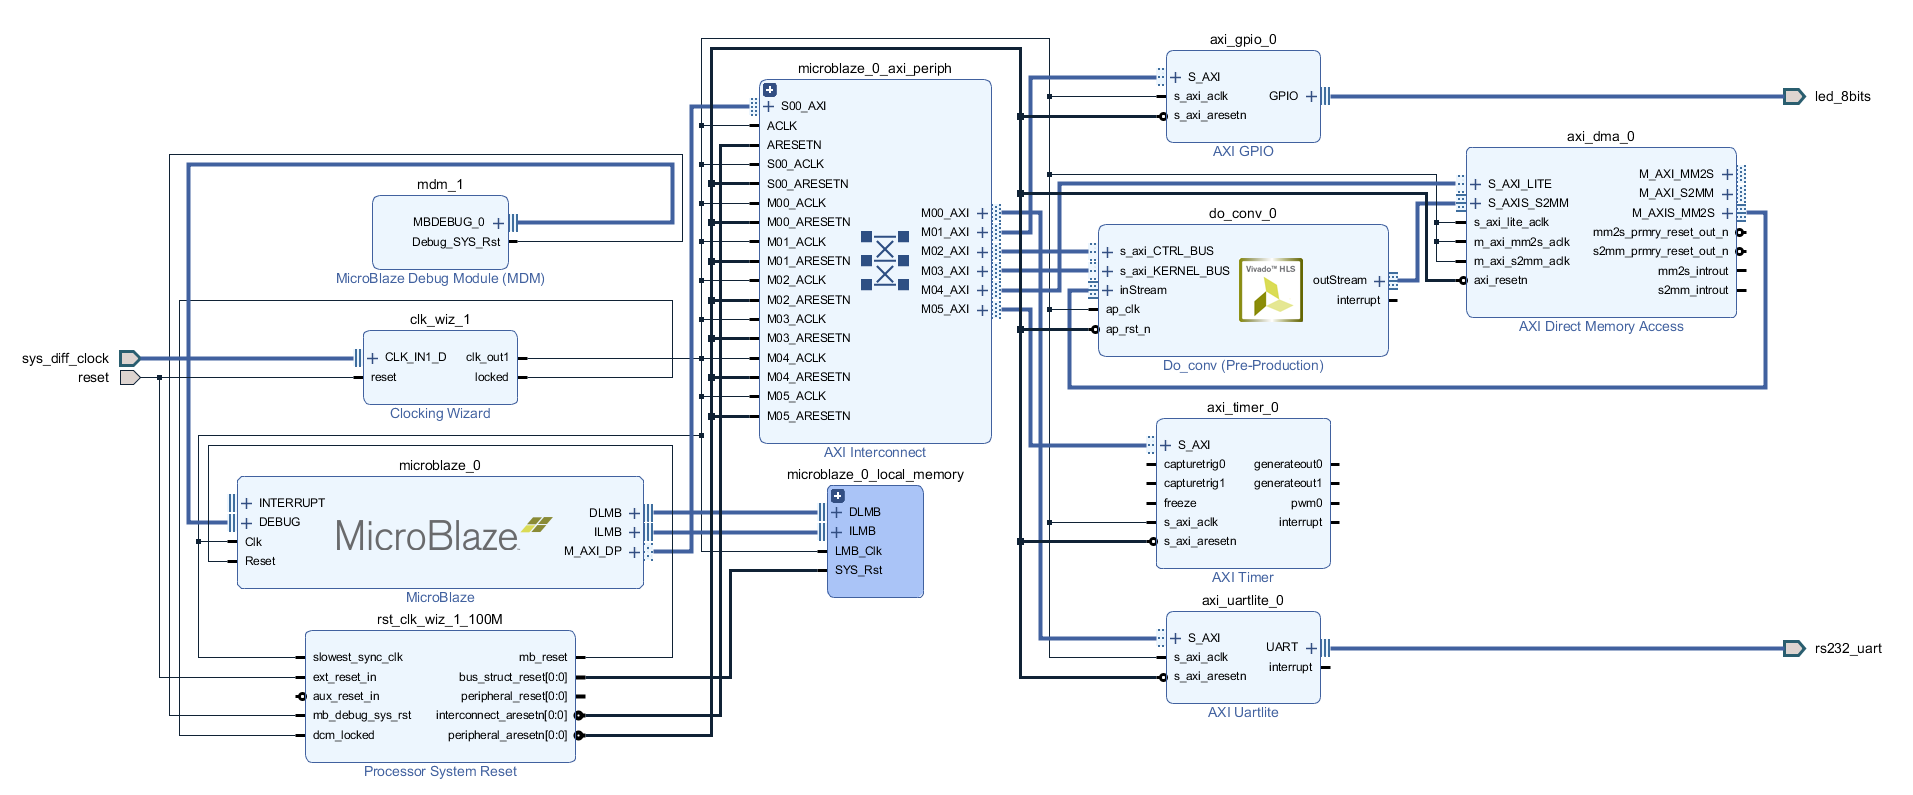 mdm_1
MBDEBUG_0
Debug_SYS_Rst
MicroBlaze Debug Module (MDM)
clk_wiz_1
CLK_IN1_D
reset
clk_out1
locked
Clocking Wizard
sys_diff_clock
reset
microblaze_0
INTERRUPT
DEBUG
Clk
Reset
MicroBlaze
DLMB
ILMB
M_AXI_DP
MicroBlaze
rst_clk_wiz_1_100M
slowest_sync_clk
ext_reset_in
aux_reset_in
mb_debug_sys_rst
dcm_locked
mb_reset
bus_struct_reset[0:0]
peripheral_reset[0:0]
interconnect_aresetn[0:0]
peripheral_aresetn[0:0]
Processor System Reset
microblaze_0_axi_periph
S00_AXI
ACLK
ARESETN
S00_ACLK
S00_ARESETN
M00_ACLK
M00_ARESETN
M01_ACLK
M01_ARESETN
M02_ACLK
M02_ARESETN
M03_ACLK
M03_ARESETN
M04_ACLK
M04_ARESETN
M05_ACLK
M05_ARESETN
M00_AXI
M01_AXI
M02_AXI
M03_AXI
M04_AXI
M05_AXI
AXI Interconnect
microblaze_0_local_memory
DLMB
ILMB
LMB_Clk
SYS_Rst
axi_gpio_0
S_AXI
s_axi_aclk
s_axi_aresetn
GPIO
AXI GPIO
led_8bits
do_conv_0
s_axi_CTRL_BUS
s_axi_KERNEL_BUS
inStream
ap_clk
ap_rst_n
Vivado™ HLS
outStream
interrupt
Do_conv (Pre-Production)
axi_dma_0
S_AXI_LITE
S_AXIS_S2MM
s_axi_lite_aclk
m_axi_mm2s_aclk
m_axi_s2mm_aclk
axi_resetn
M_AXI_MM2S
M_AXI_S2MM
M_AXIS_MM2S
mm2s_prmry_reset_out_n
s2mm_prmry_reset_out_n
mm2s_introut
s2mm_introut
AXI Direct Memory Access
axi_timer_0
S_AXI
capturetrig0
capturetrig1
freeze
s_axi_aclk
s_axi_aresetn
generateout0
generateout1
pwm0
interrupt
AXI Timer
axi_uartlite_0
S_AXI
s_axi_aclk
s_axi_aresetn
UART
interrupt
AXI Uartlite
rs232_uart